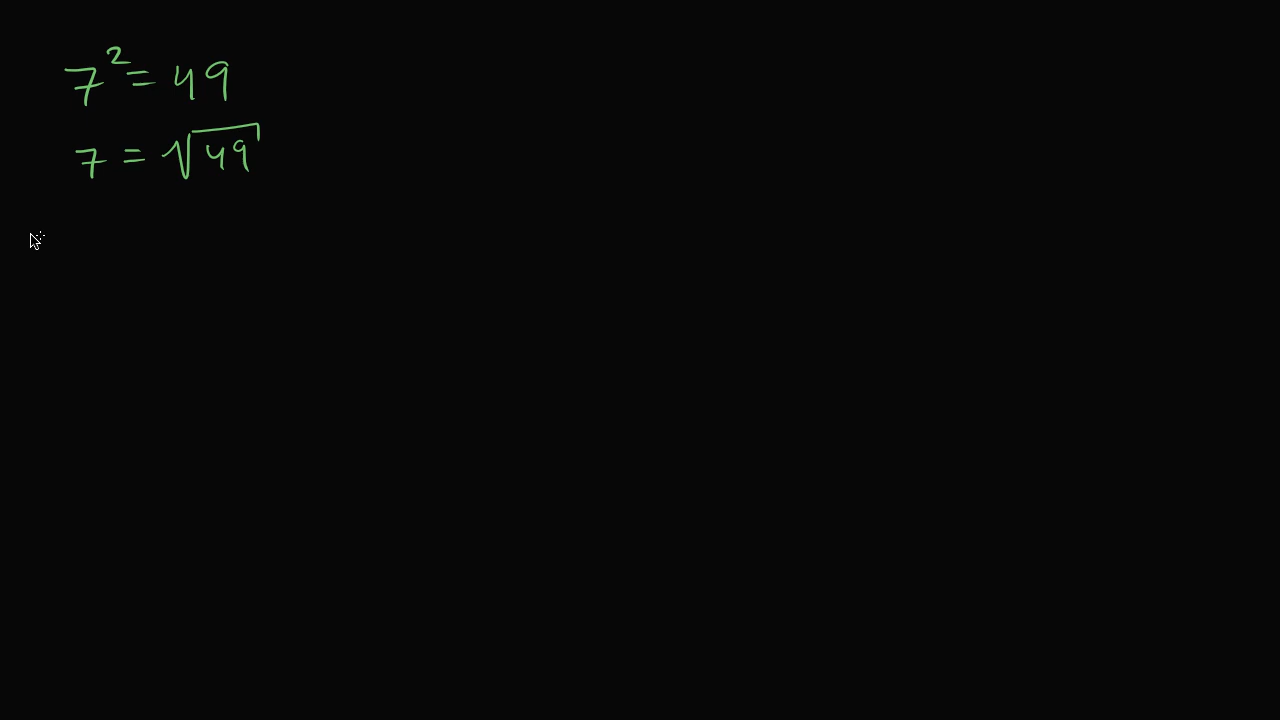 7² = 49
7 = √49